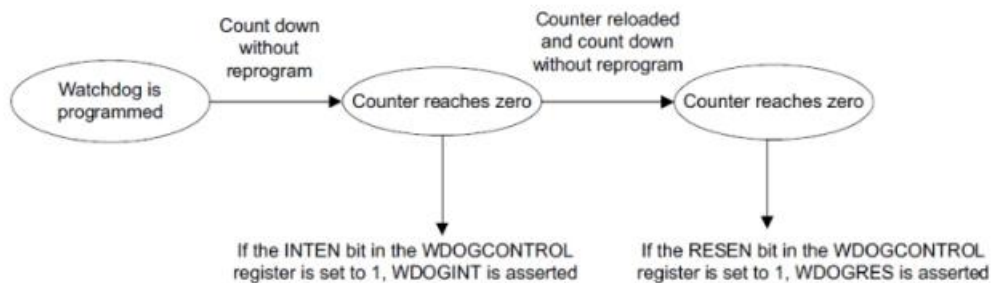 Count down
without
reprogram
Counter reloaded
and count down
without reprogram
Watchdog is
programmed
Counter reaches zero
Counter reaches zero
If the INTEN bit in the WDOGCONTROL
register is set to 1, WDOGINT is asserted
If the RESEN bit in the WDOGCONTROL
register is set to 1, WDOGRES is asserted